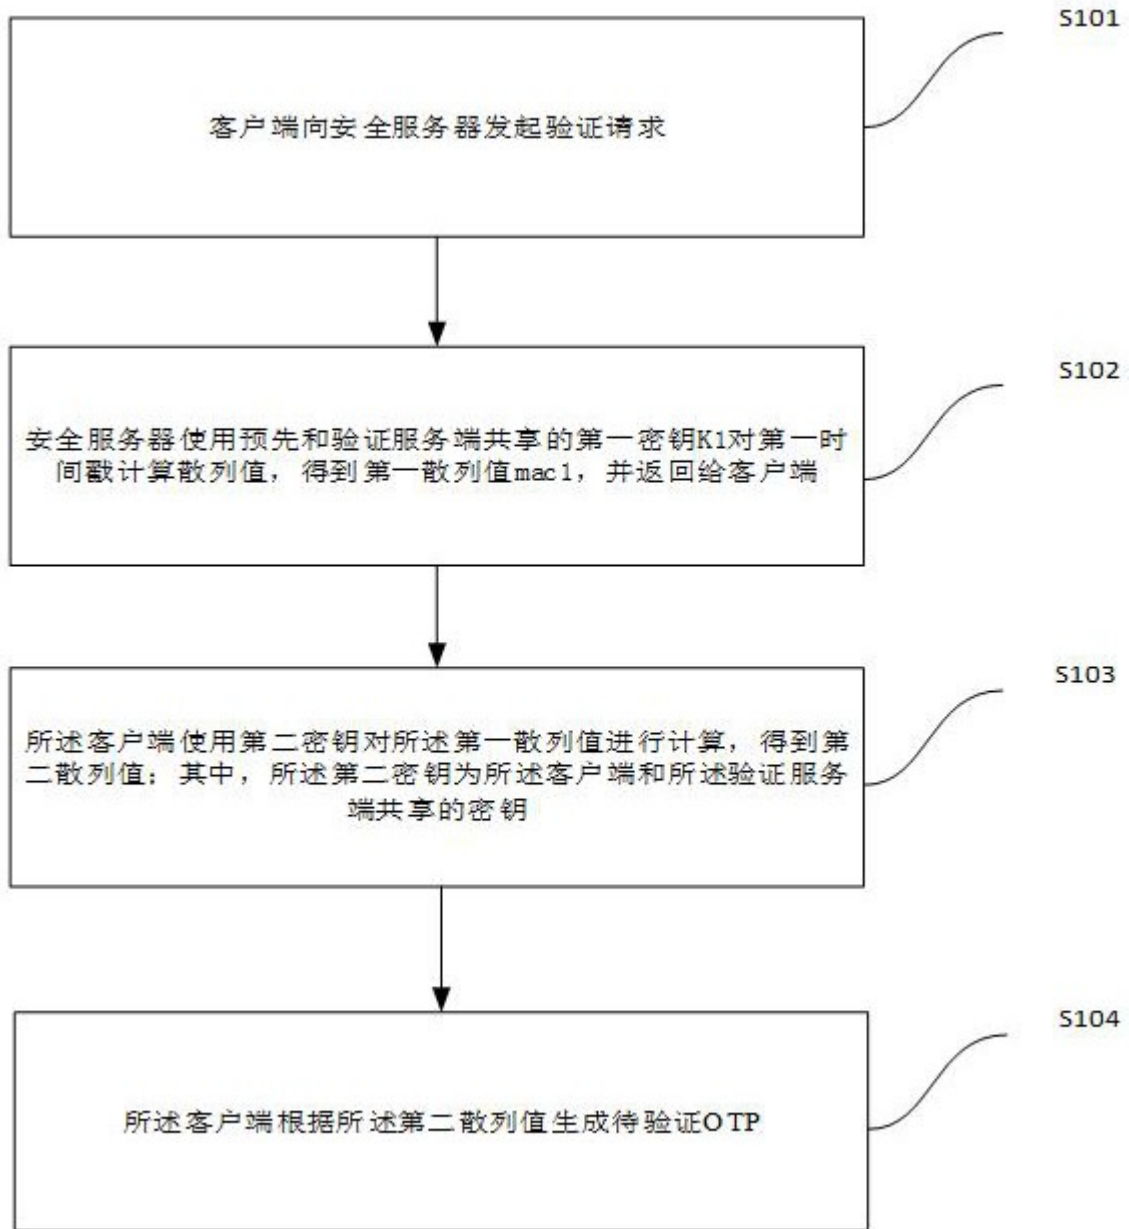 S101
客户端向安全服务器发起验证请求
S102
安全服务器使用预先和验证服务端共享的第一密钥K1对第一时
间戳计算散列值，得到第一散列值mac1，并返回给客户端
S103
所述客户端使用第二密钥对所述第一散列值进行计算，得到第
二散列值；其中，所述第二密钥为所述客户端和所述验证服务
端共享的密钥
S104
所述客户端根据所述第二散列值生成待验证OTP